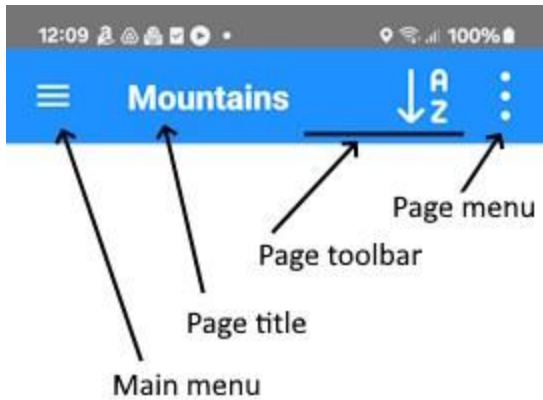 12:09 100%
Mountains A
Z
Page menu
Page toolbar
Page title
Main menu